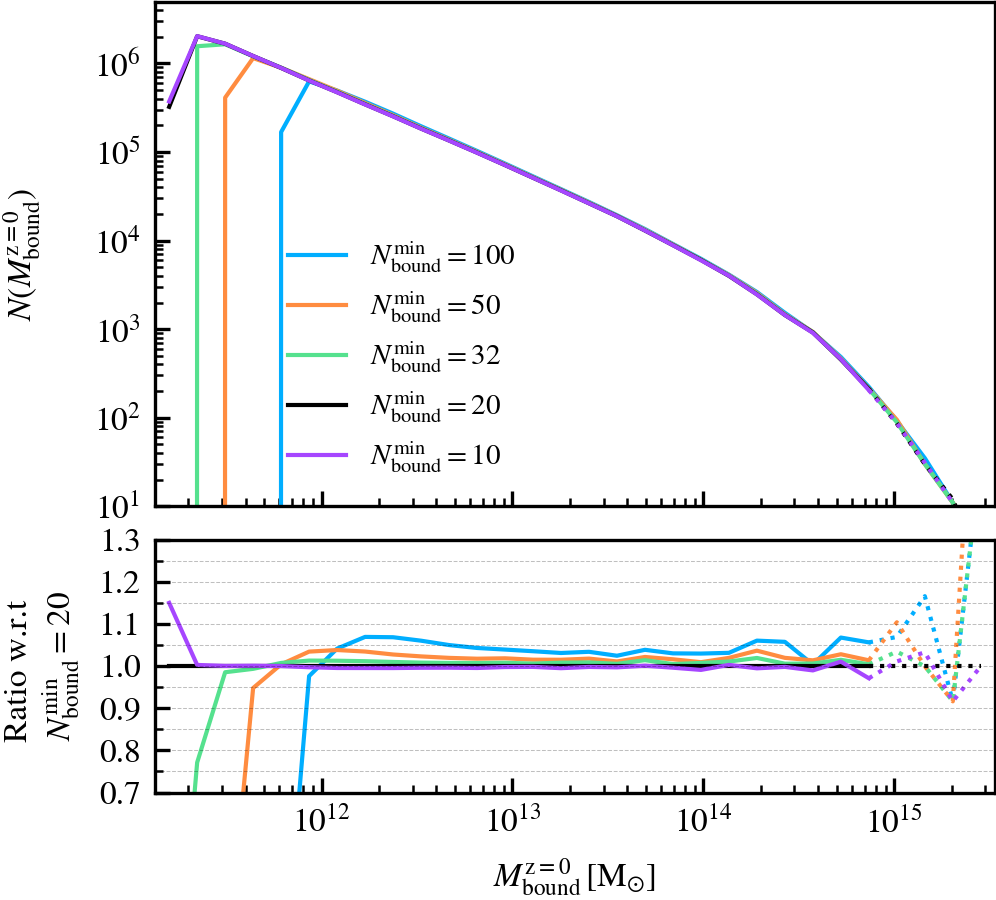 10^6
10^5
10^4
10^3
10^2
10^1
N(M_bound^{z=0})
N_bound^min = 100
N_bound^min = 50
N_bound^min = 32
N_bound^min = 20
N_bound^min = 10
1.3
1.2
1.1
1.0
0.9
0.8
0.7
Ratio w.r.t
N_bound^min = 20
10^12
10^13
10^14
10^15
M_bound^{z=0} [M_⊙]